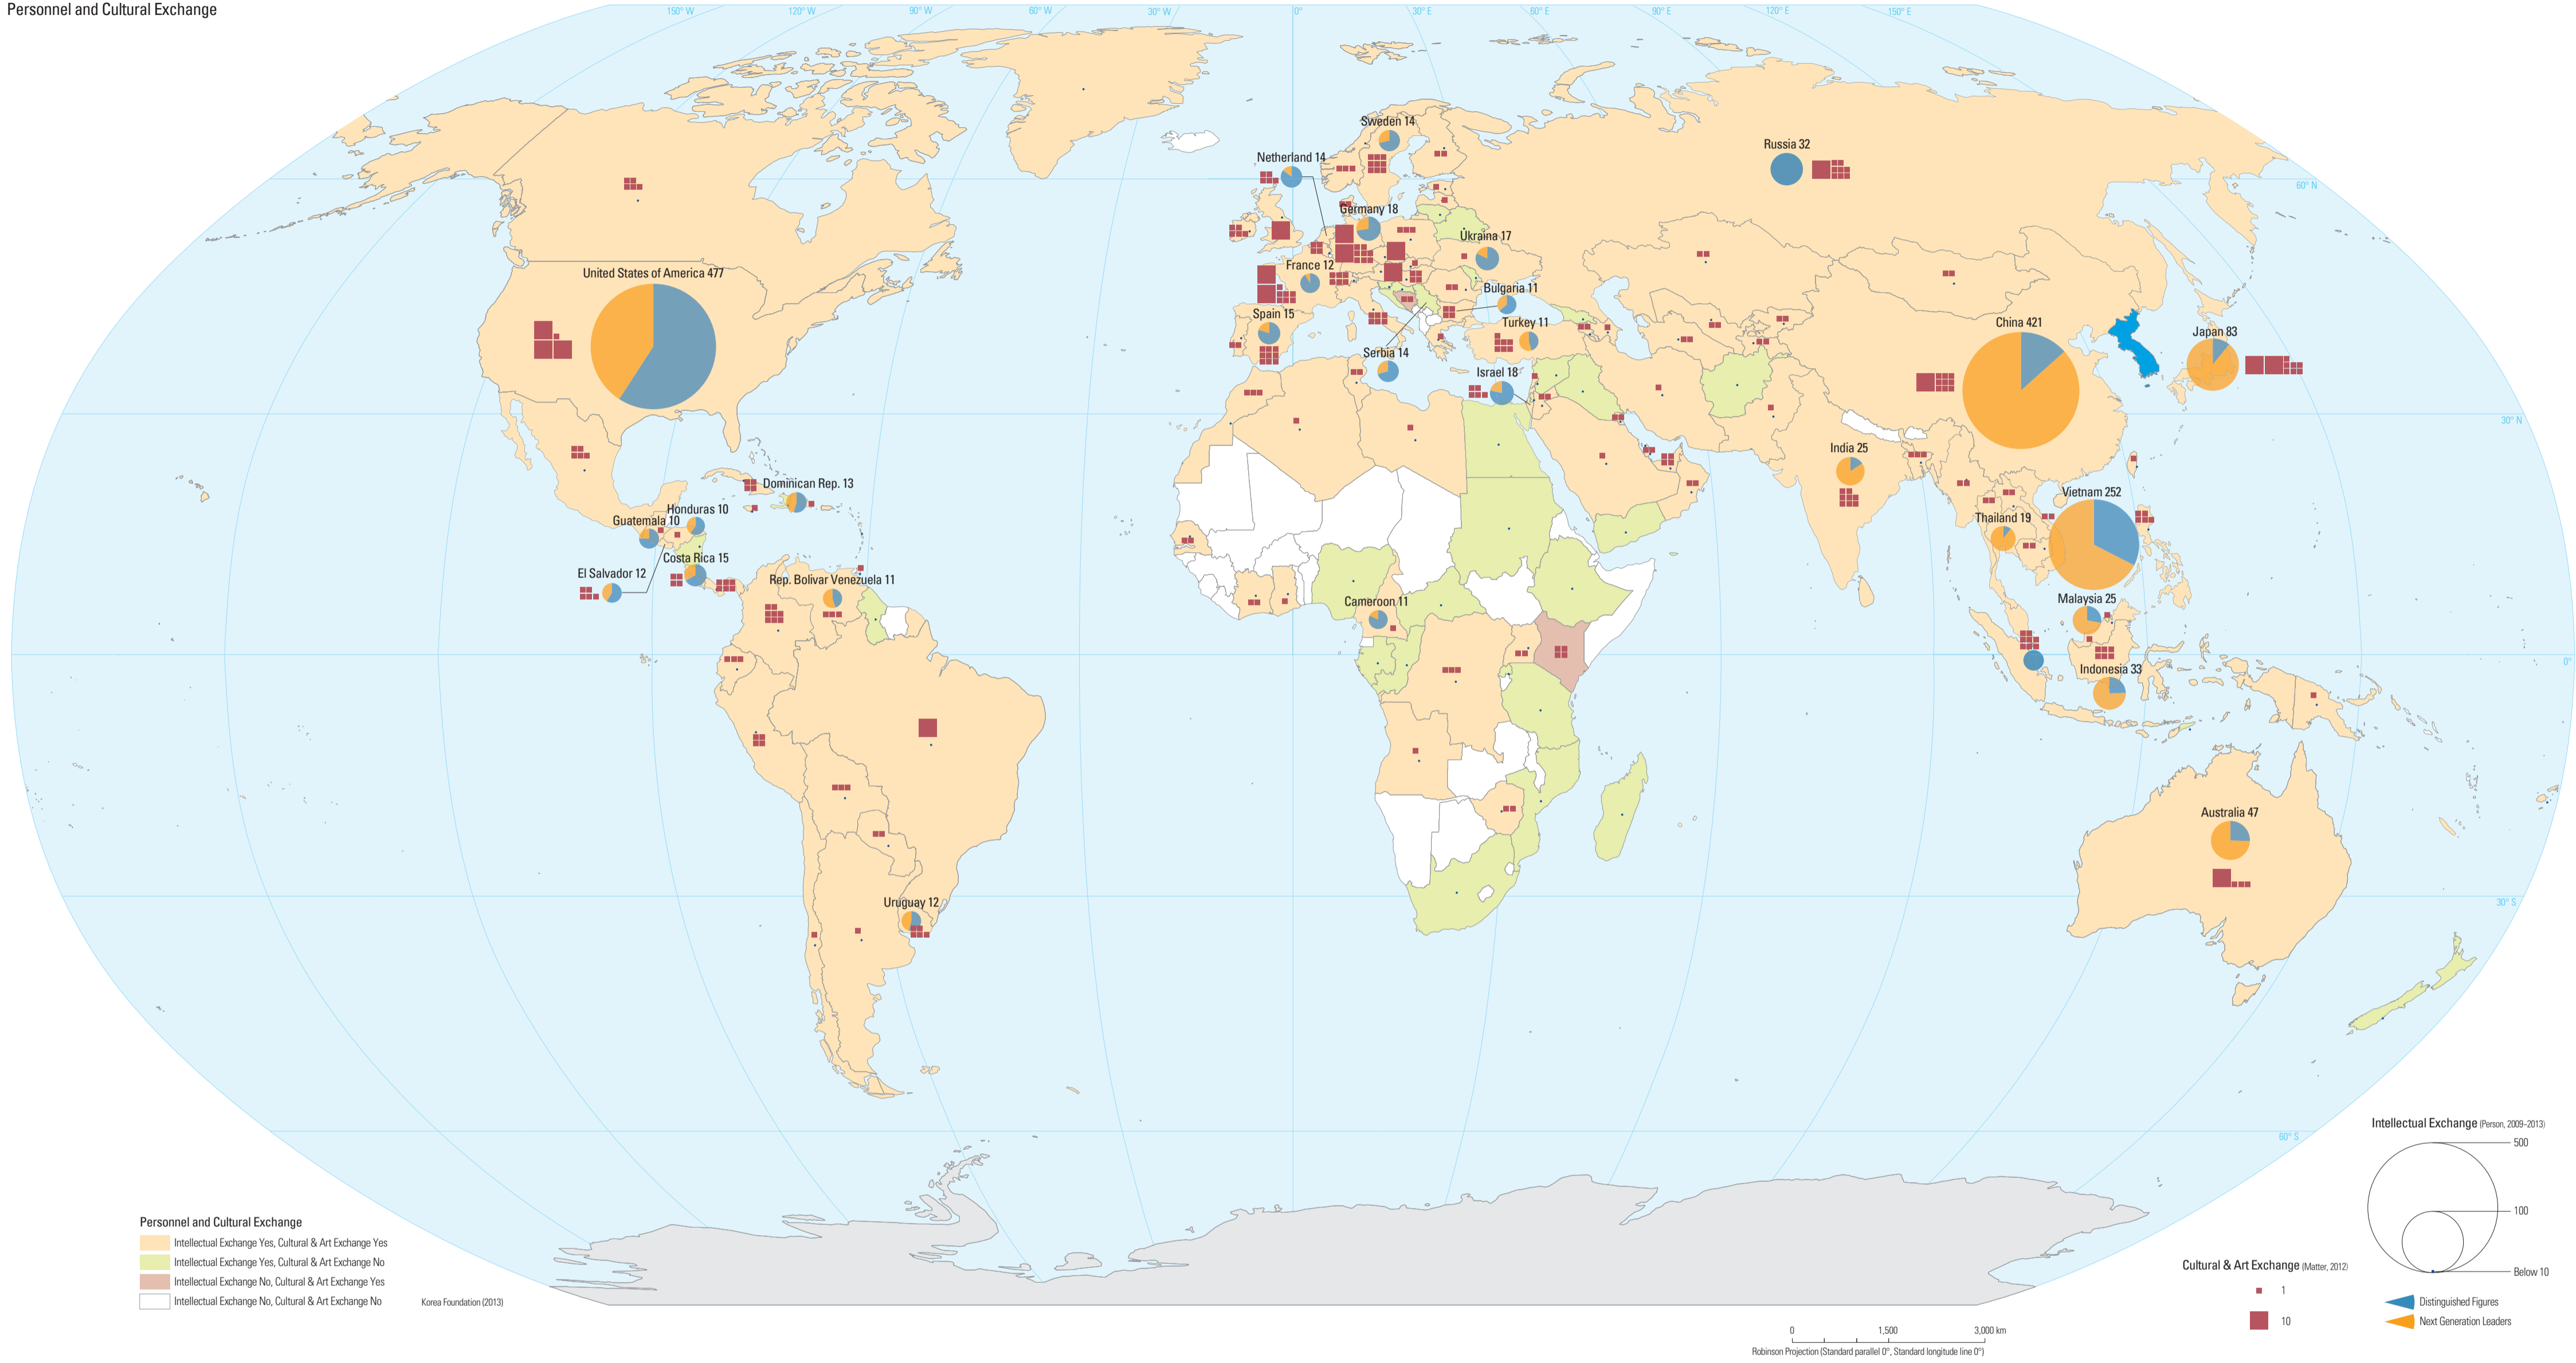 Personnel and Cultural Exchange
150° W 120° W 90° W 60° W 30° W 0° 30° E 60° E 90° E 120° E 150° E
Sweden 14
Russia 32
Netherland 14
60° N
Germany 18
Ukraina 17
France 12
United States of America 477
Bulgaria 11
Spain 15
Turkey 11
China 421
Japan 83
Serbia 14
Israel 18
30° N
India 25
Dominican Rep. 13
Vietnam 252
Honduras 10
Guatemala 10
Thailand 19
Costa Rica 15
El Salvador 12
Rep. Bolivar Venezuela 11
Cameroon 11
Malaysia 25
0°
Indonesia 33
Australia 47
Uruguay 12
30° S
60° S
Intellectual Exchange (Person, 2009-2013)
500
100
Below 10
Distinguished Figures
Next Generation Leaders
Cultural & Art Exchange (Matter, 2012)
1
10
Personnel and Cultural Exchange
Intellectual Exchange Yes, Cultural & Art Exchange Yes
Intellectual Exchange Yes, Cultural & Art Exchange No
Intellectual Exchange No, Cultural & Art Exchange Yes
Intellectual Exchange No, Cultural & Art Exchange No
Korea Foundation (2013)
0 1,500 3,000 km
Robinson Projection (Standard parallel 0°, Standard longitude line 0°)